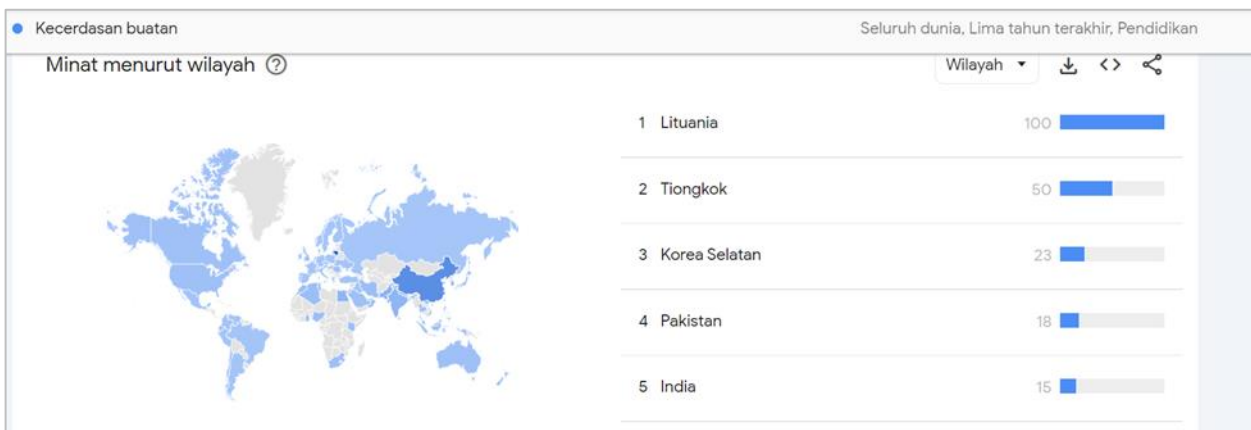 Kecerdasan buatan
Seluruh dunia, Lima tahun terakhir, Pendidikan
Minat menurut wilayah
Wilayah
1 Lituania 100
2 Tiongkok 50
3 Korea Selatan 23
4 Pakistan 18
5 India 15